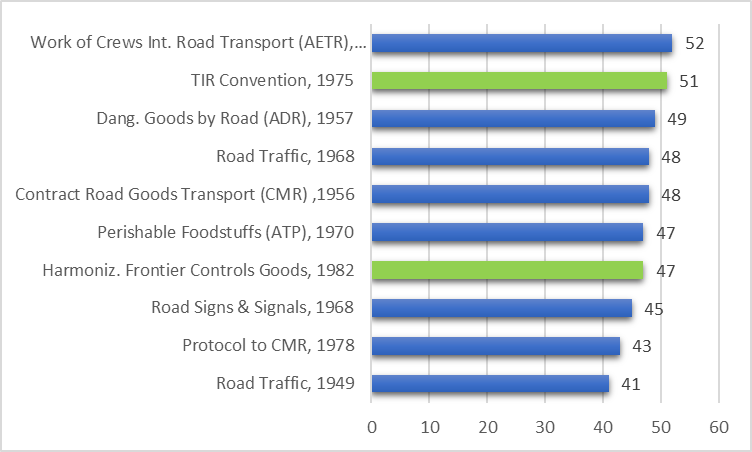 Work of Crews Int. Road Transport (AETR),... 52
TIR Convention, 1975 51
Dang. Goods by Road (ADR), 1957 49
Road Traffic, 1968 48
Contract Road Goods Transport (CMR) ,1956 48
Perishable Foodstuffs (ATP), 1970 47
Harmoniz. Frontier Controls Goods, 1982 47
Road Signs & Signals, 1968 45
Protocol to CMR, 1978 43
Road Traffic, 1949 41
0 10 20 30 40 50 60